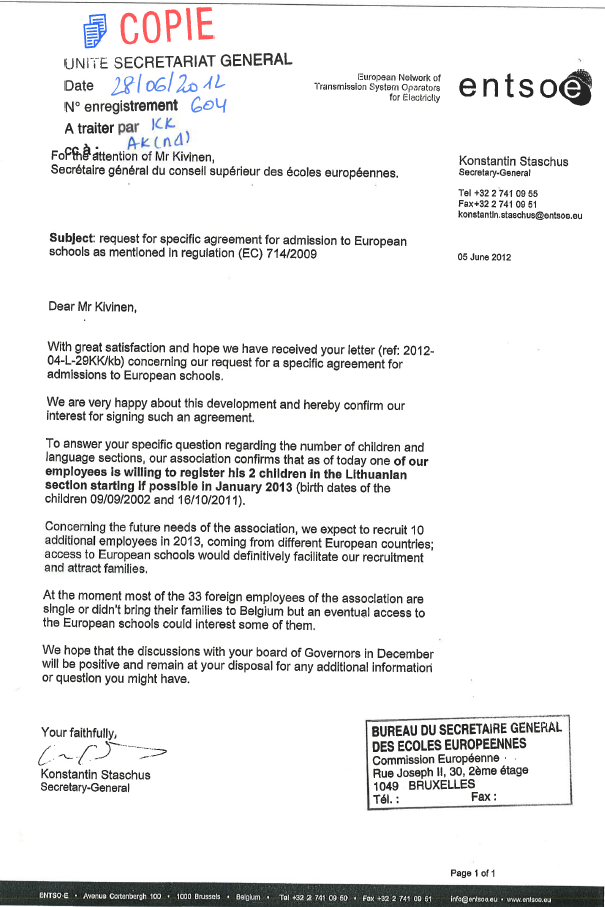 COPIE
UNITE SECRETARIAT GENERAL
Date 28/06/2012
N° enregistrement 604
A traiter par KK
AK (nd)
cc à :
European Network of
Transmission System Operators
for Electricity
entsoe
For the attention of Mr Kivinen,
Secrétaire général du conseil supérieur des écoles européennes.
Konstantin Staschus
Secretary-General
Tel +32 2 741 09 55
Fax+32 2 741 09 51
konstantin.staschus@entsoe.eu
Subject: request for specific agreement for admission to European
schools as mentioned in regulation (EC) 714/2009
05 June 2012
Dear Mr Kivinen,
With great satisfaction and hope we have received your letter (ref: 2012-
04-L-29KK/kb) concerning our request for a specific agreement for
admissions to European schools.
We are very happy about this development and hereby confirm our
interest for signing such an agreement.
To answer your specific question regarding the number of children and
language sections, our association confirms that as of today one of our
employees is willing to register his 2 children in the Lithuanian
section starting if possible in January 2013 (birth dates of the
children 09/09/2002 and 16/10/2011).
Concerning the future needs of the association, we expect to recruit 10
additional employees in 2013, coming from different European countries;
access to European schools would definitively facilitate our recruitment
and attract families.
At the moment most of the 33 foreign employees of the association are
single or didn't bring their families to Belgium but an eventual access to
the European schools could interest some of them.
We hope that the discussions with your board of Governors in December
will be positive and remain at your disposal for any additional information
or question you might have.
Your faithfully,
Konstantin Staschus
Secretary-General
BUREAU DU SECRETAIRE GENERAL
DES ECOLES EUROPEENNES
Commission Européenne
Rue Joseph II, 30, 2ème étage
1049 BRUXELLES
Tél. : Fax :
Page 1 of 1
ENTSO-E • Avenue Cortenbergh 100 • 1000 Brussels • Belgium • Tel +32 2 741 09 50 • Fax +32 2 741 09 51 info@entsoe.eu • www.entsoe.eu